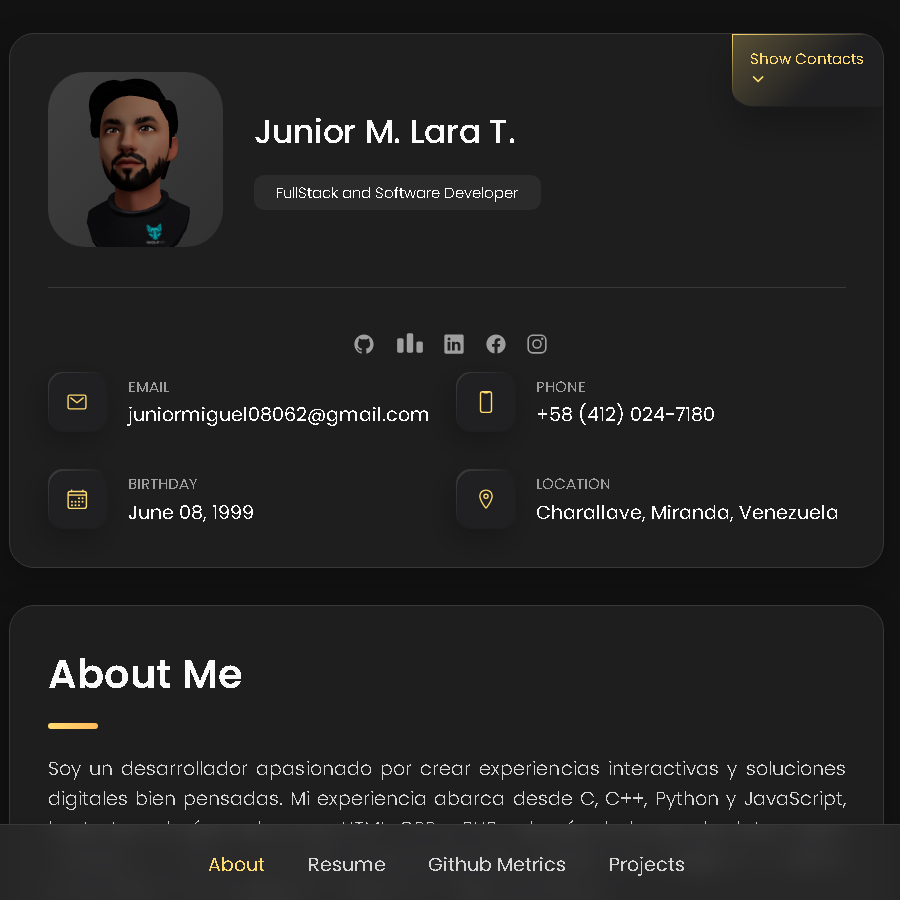 Show Contacts
Junior M. Lara T.
FullStack and Software Developer
EMAIL
juniormiguel08062@gmail.com
PHONE
+58 (412) 024-7180
BIRTHDAY
June 08, 1999
LOCATION
Charallave, Miranda, Venezuela
About Me
Soy un desarrollador apasionado por crear experiencias interactivas y soluciones
digitales bien pensadas. Mi experiencia abarca desde C, C++, Python y JavaScript,
About
Resume
Github Metrics
Projects